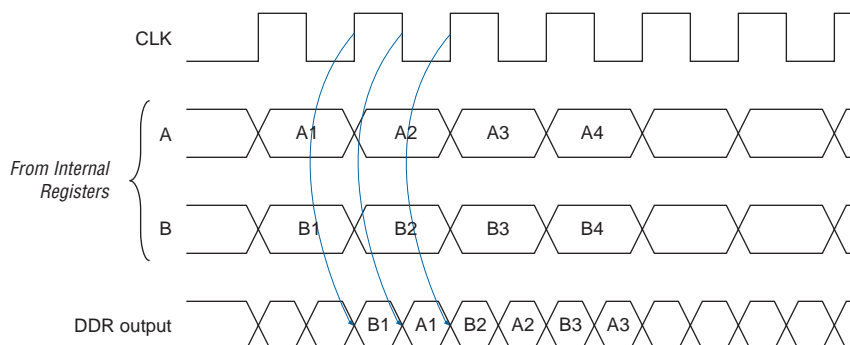 CLK
A
A1 A2 A3 A4
From Internal
Registers
B
B1 B2 B3 B4
DDR output
B1 A1 B2 A2 B3 A3